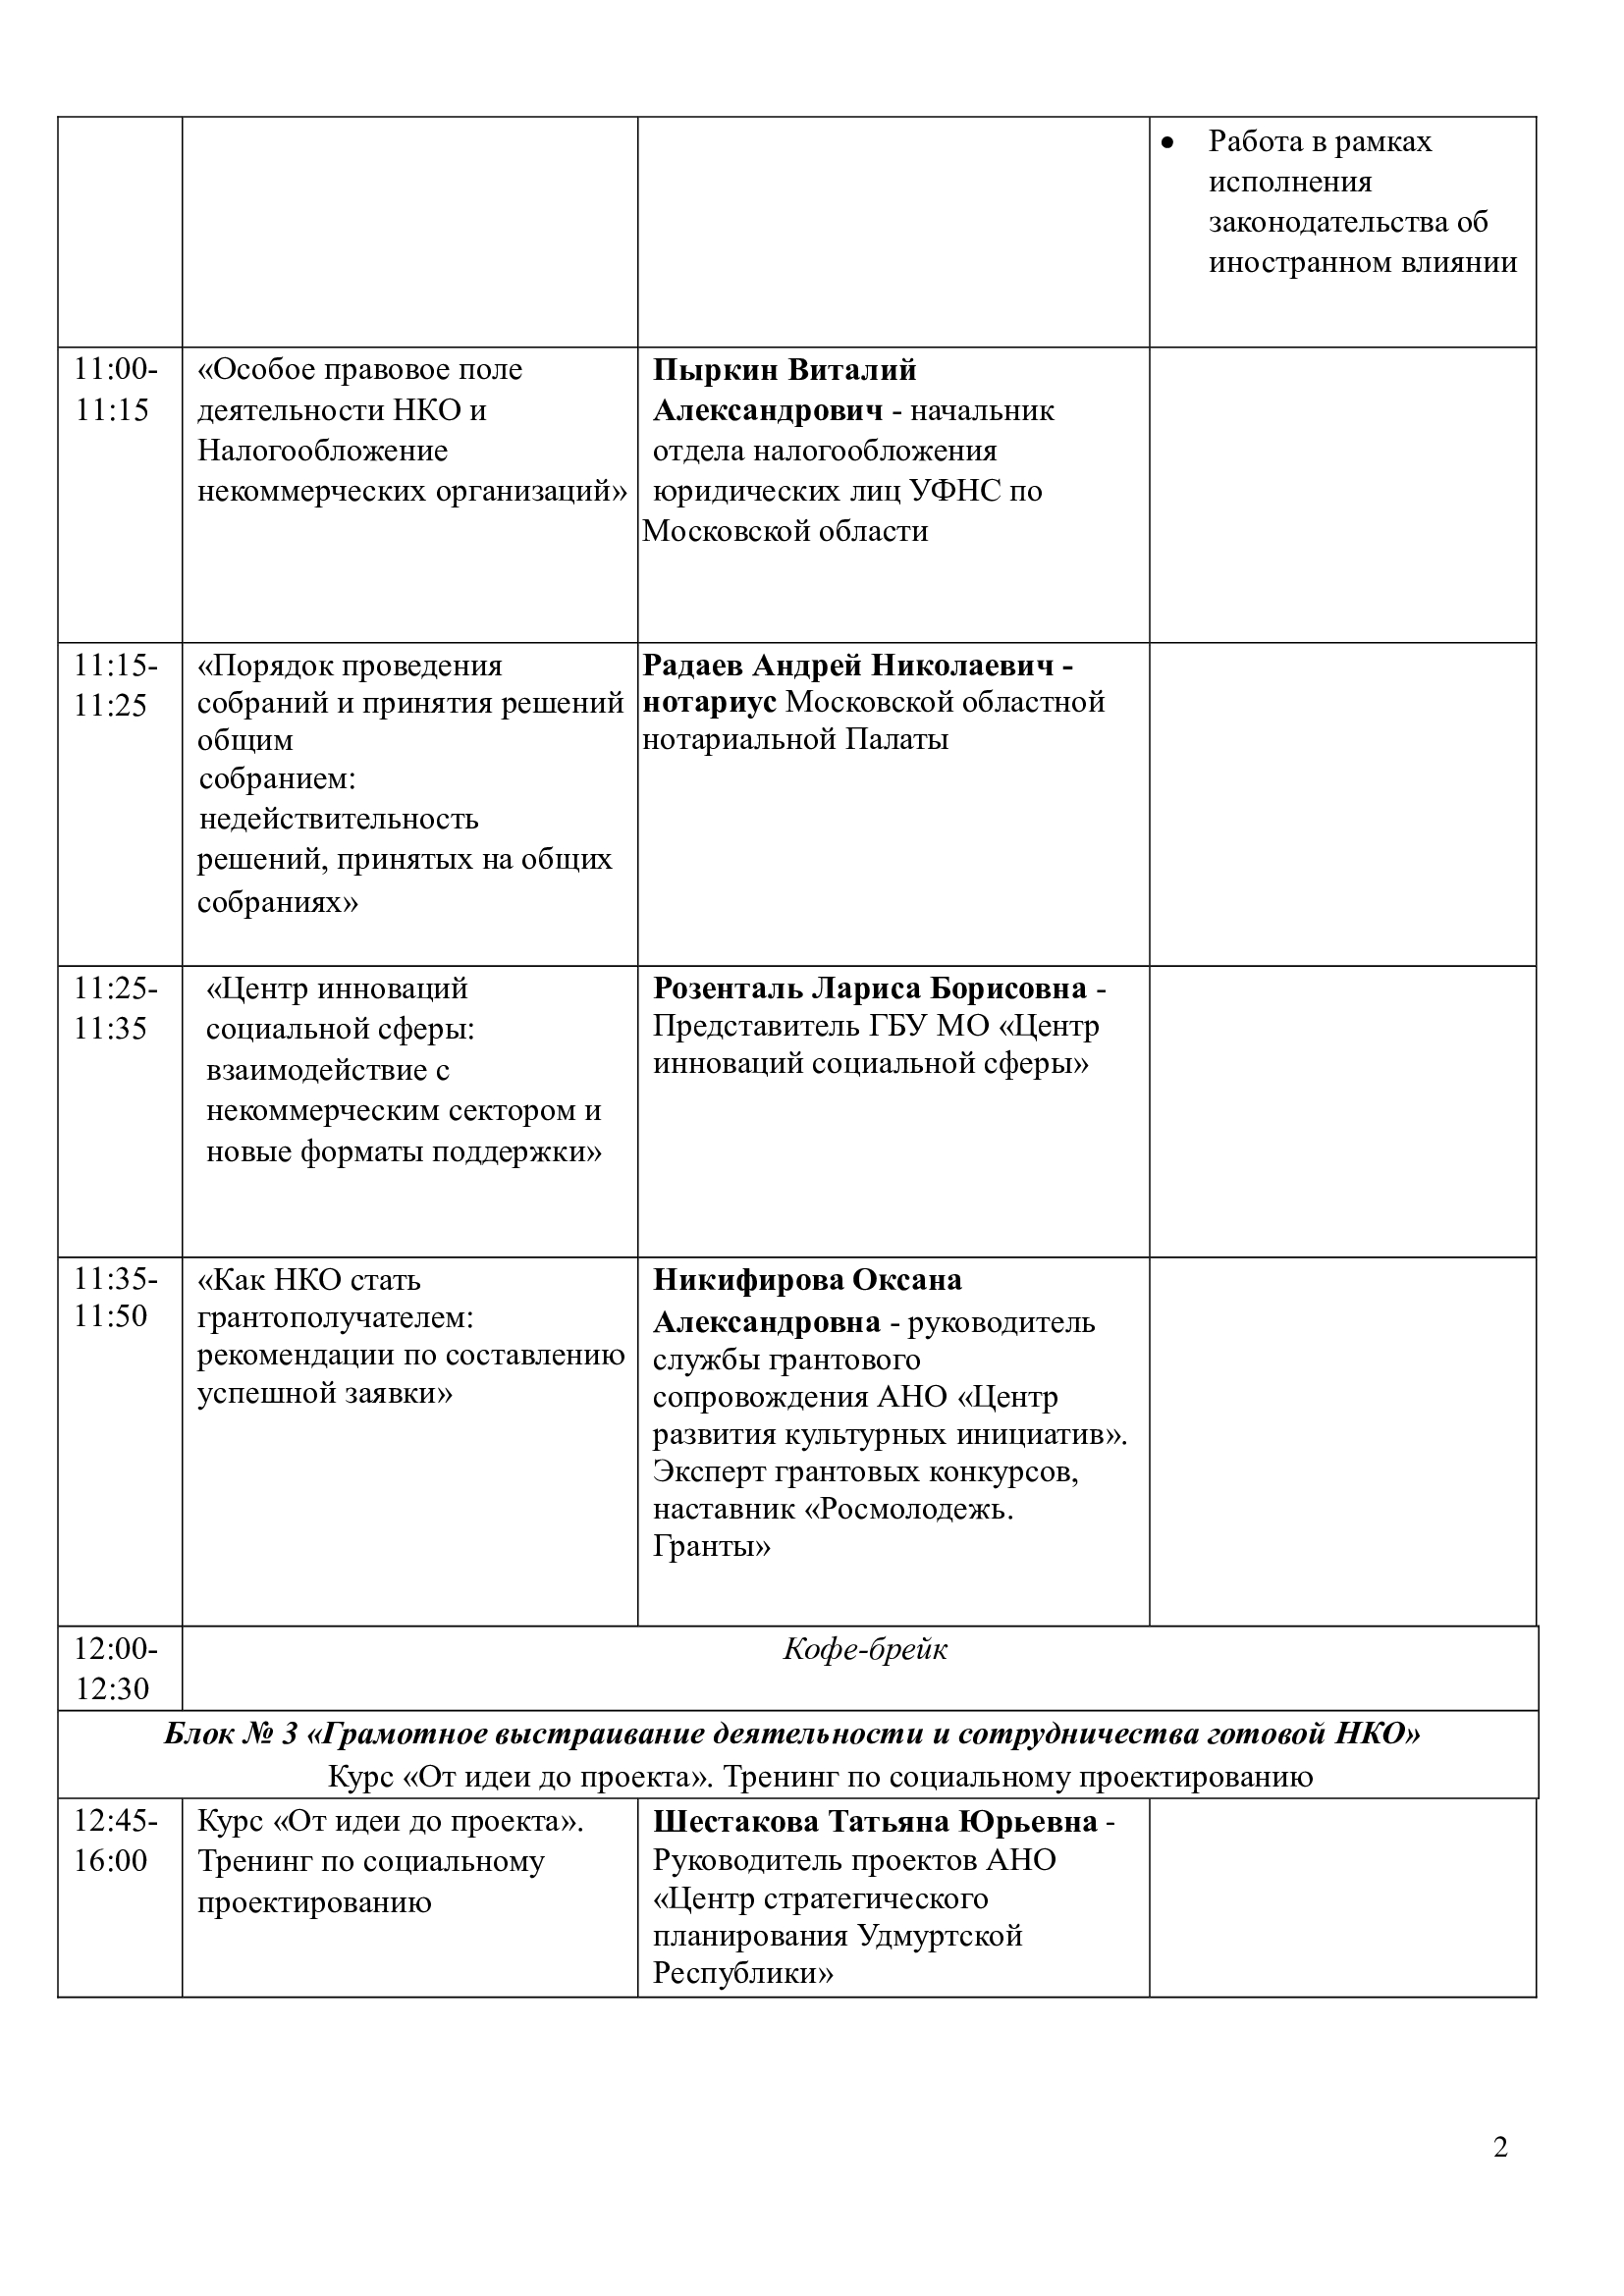 Работа в рамках
исполнения
законодательства об
иностранном влиянии
11:00-
11:15
«Особое правовое поле
деятельности НКО и
Налогообложение
некоммерческих организаций»
Пыркин Виталий
Александрович - начальник
отдела налогообложения
юридических лиц УФНС по
Московской области
11:15-
11:25
«Порядок проведения
собраний и принятия решений
общим
собранием:
недействительность
решений, принятых на общих
собраниях»
Радаев Андрей Николаевич -
нотариус Московской областной
нотариальной Палаты
11:25-
11:35
«Центр инноваций
социальной сферы:
взаимодействие с
некоммерческим сектором и
новые форматы поддержки»
Розенталь Лариса Борисовна -
Представитель ГБУ МО «Центр
инноваций социальной сферы»
11:35-
11:50
«Как НКО стать
грантополучателем:
рекомендации по составлению
успешной заявки»
Никифирова Оксана
Александровна - руководитель
службы грантового
сопровождения АНО «Центр
развития культурных инициатив».
Эксперт грантовых конкурсов,
наставник «Росмолодежь.
Гранты»
12:00-
12:30
Кофе-брейк
Блок № 3 «Грамотное выстраивание деятельности и сотрудничества готовой НКО»
Курс «От идеи до проекта». Тренинг по социальному проектированию
12:45-
16:00
Курс «От идеи до проекта».
Тренинг по социальному
проектированию
Шестакова Татьяна Юрьевна -
Руководитель проектов АНО
«Центр стратегического
планирования Удмуртской
Республики»
2